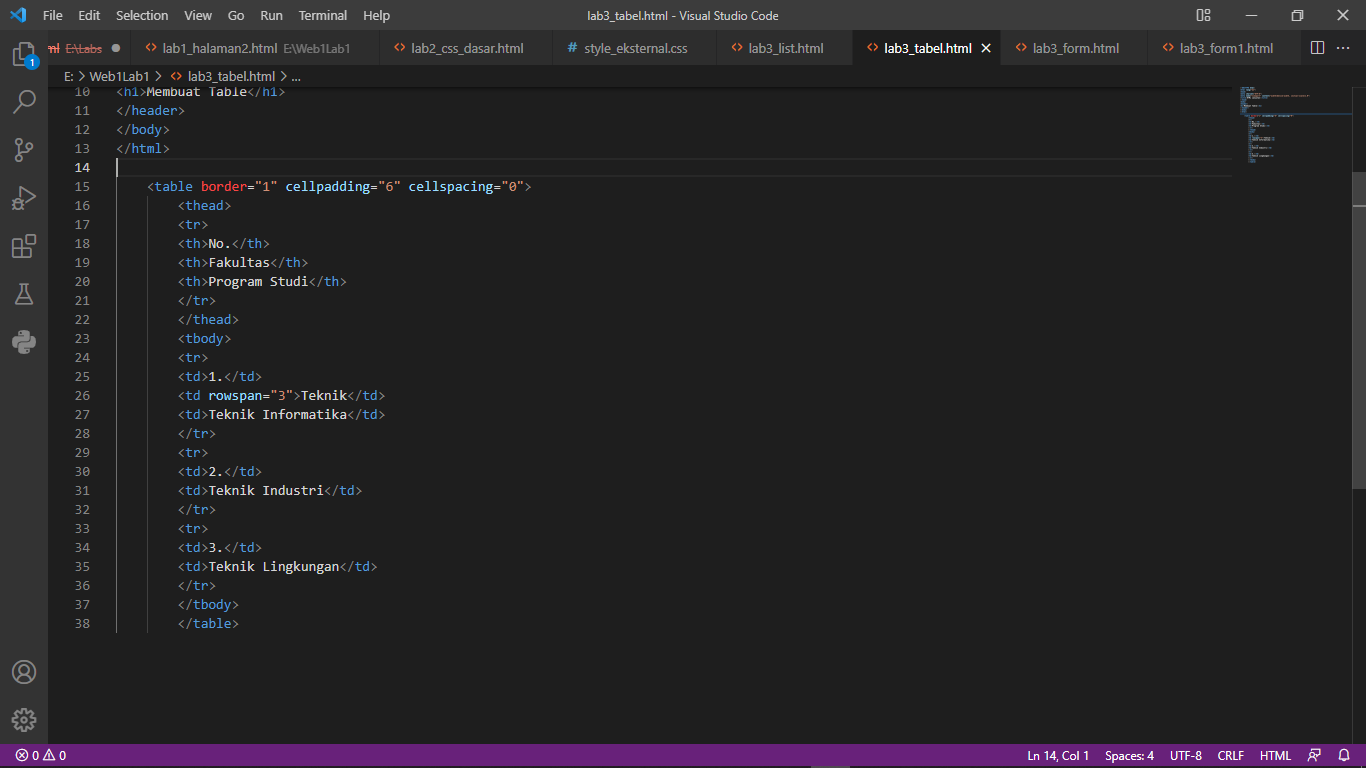 File Edit Selection View Go Run Terminal Help lab3_tabel.html - Visual Studio Code
ml E:\Labs lab1_halaman2.html E:\Web1Lab1 lab2_css_dasar.html # style_eksternal.css lab3_list.html lab3_tabel.html lab3_form.html lab3_form1.html
1
E: > Web1Lab1 > lab3_tabel.html > ...
10 <h1>Membuat Table</h1>
11 </header>
12 </body>
13 </html>
14
15 <table border="1" cellpadding="6" cellspacing="0">
16 <thead>
17 <tr>
18 <th>No.</th>
19 <th>Fakultas</th>
20 <th>Program Studi</th>
21 </tr>
22 </thead>
23 <tbody>
24 <tr>
25 <td>1.</td>
26 <td rowspan="3">Teknik</td>
27 <td>Teknik Informatika</td>
28 </tr>
29 <tr>
30 <td>2.</td>
31 <td>Teknik Industri</td>
32 </tr>
33 <tr>
34 <td>3.</td>
35 <td>Teknik Lingkungan</td>
36 </tr>
37 </tbody>
38 </table>
0 0 Ln 14, Col 1 Spaces: 4 UTF-8 CRLF HTML